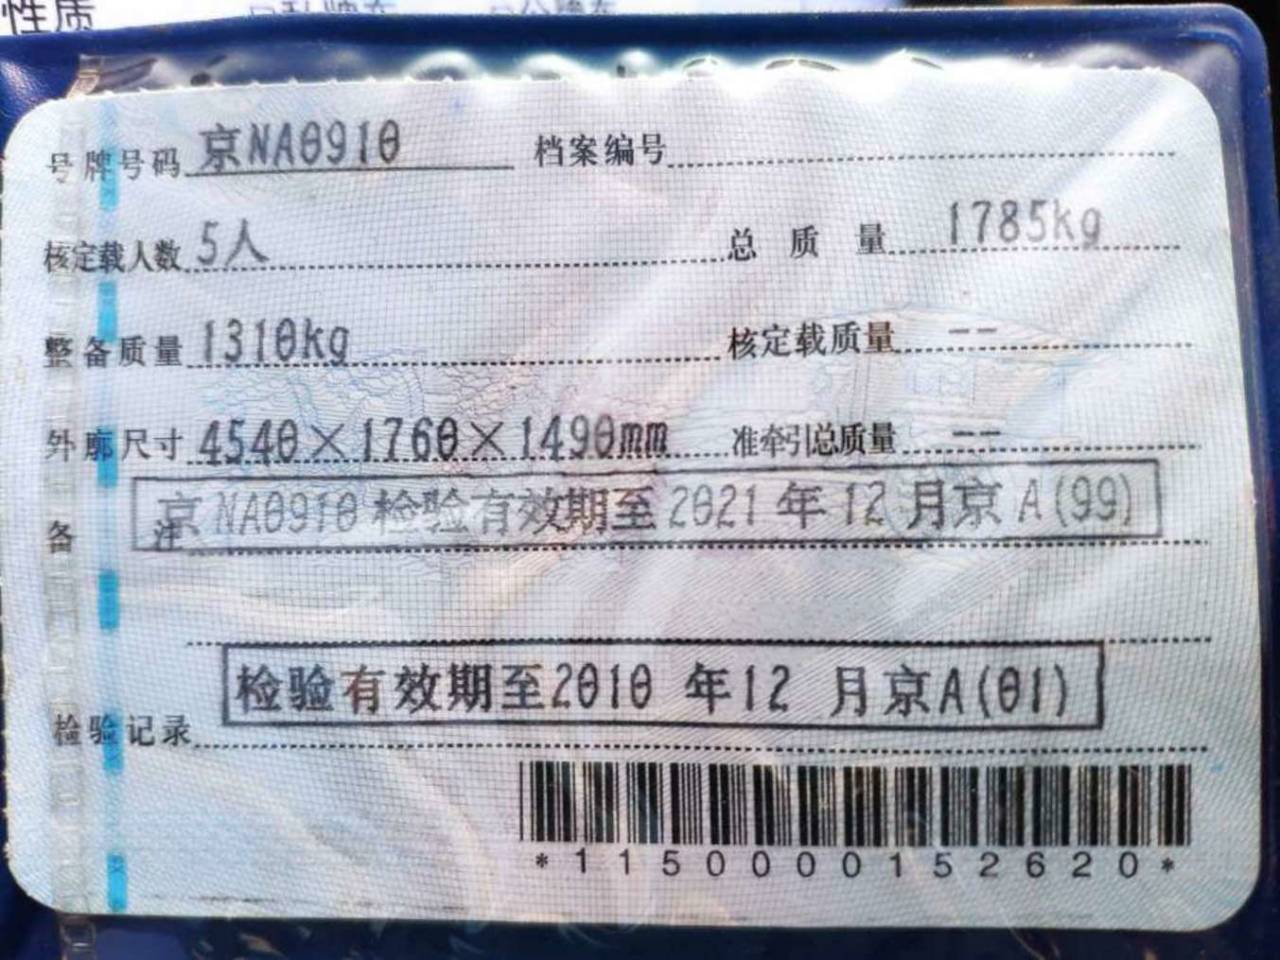 性质
号牌号码 京NA0910 档案编号
核定载人数 5人 总质量 1785kg
整备质量 1310kg 核定载质量 --
外廓尺寸 4540×1760×1490mm 准牵引总质量 --
备注 京NA0910检验有效期至2021年12月京A(99)
检验有效期至2010 年12 月京A(01)
检验记录
*1150000152620*